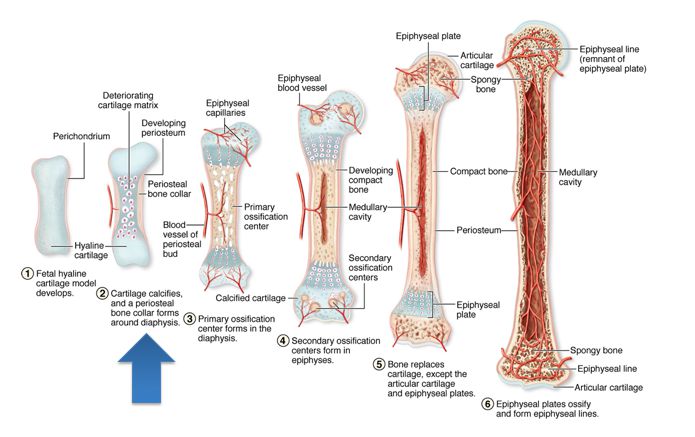 Perichondrium
Hyaline
cartilage
1 Fetal hyaline
cartilage model
develops.
Deteriorating
cartilage matrix
Developing
periosteum
Periosteal
bone collar
2 Cartilage calcifies,
and a periosteal
bone collar forms
around diaphysis.
Epiphyseal
capillaries
Primary
ossification
center
Blood
vessel of
periosteal
bud
3 Primary ossification
center forms in the
diaphysis.
Epiphyseal
blood vessel
Developing
compact
bone
Medullary
cavity
Secondary
ossification
centers
Calcified cartilage
4 Secondary ossification
centers form in
epiphyses.
Epiphyseal plate
Articular
cartilage
Spongy
bone
Compact bone
Periosteum
Epiphyseal
plate
5 Bone replaces
cartilage, except the
articular cartilage
and epiphyseal plates.
Epiphyseal line
(remnant of
epiphyseal plate)
Medullary
cavity
Spongy bone
Epiphyseal line
Articular cartilage
6 Epiphyseal plates ossify
and form epiphyseal lines.